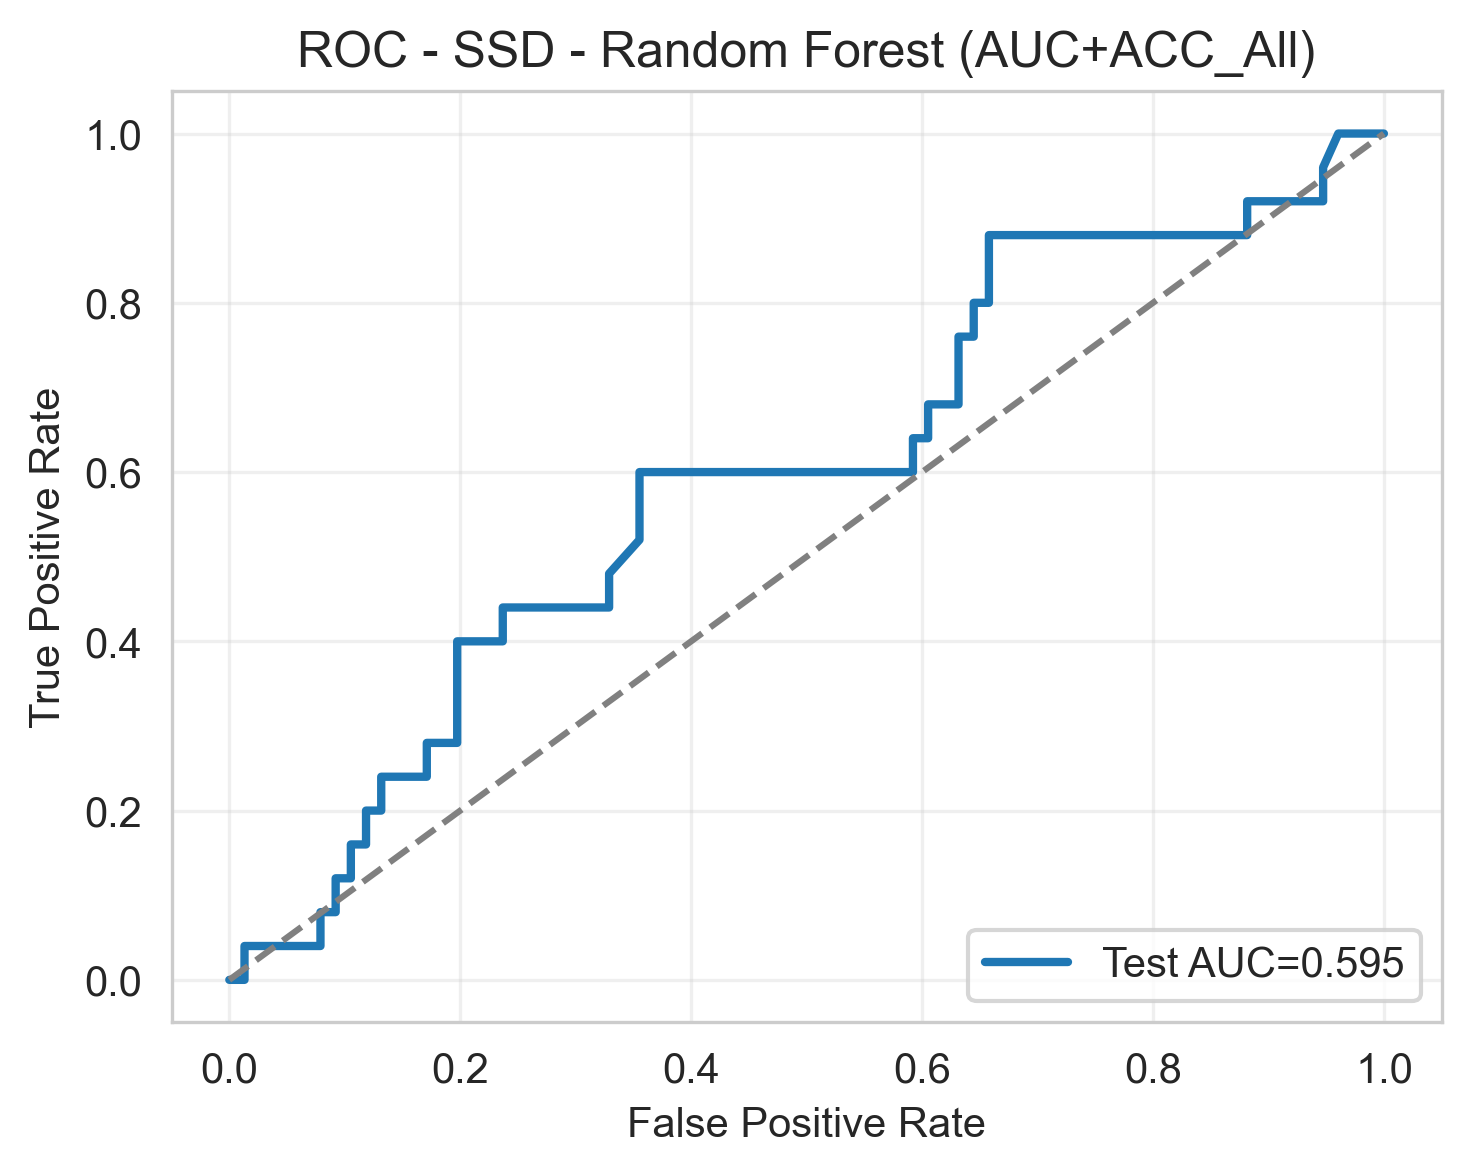 ROC - SSD - Random Forest (AUC+ACC_All)
True Positive Rate
1.0
0.8
0.6
0.4
0.2
0.0
Test AUC=0.595
0.0 0.2 0.4 0.6 0.8 1.0
False Positive Rate